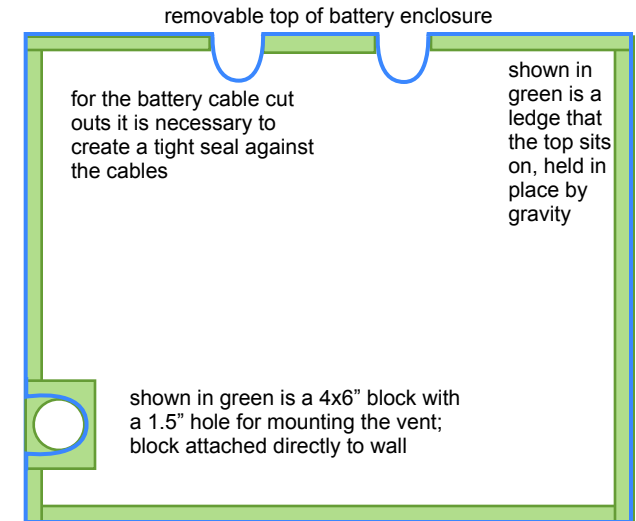 removable top of battery enclosure
for the battery cable cut
outs it is necessary to
create a tight seal against
the cables
shown in
green is a
ledge that
the top sits
on, held in
place by
gravity
shown in green is a 4x6” block with
a 1.5” hole for mounting the vent;
block attached directly to wall